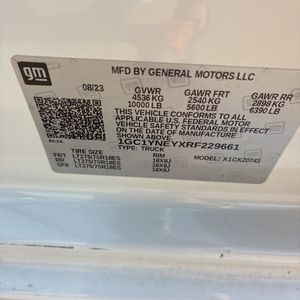 gm
MFD BY GENERAL MOTORS LLC
08/23 GVWR GAWR FRT GAWR RR
4536 KG 2540 KG 2898 KG
10000 LB 5600 LB 6390 LB
THIS VEHICLE CONFORMS TO ALL
APPLICABLE U.S. FEDERAL MOTOR
VEHICLE SAFETY STANDARDS IN
EFFECT ON THE DATE OF
MANUFACTURE SHOWN ABOVE.
1GC1YNEYXRF229661
TYPE: TRUCK MODEL: X1CK20743
TIRE SIZE RIM
FRT LT275/70R18ES 18X8J
RR LT275/70R18ES 18X8J
SPA LT275/70R18ES 18X8J